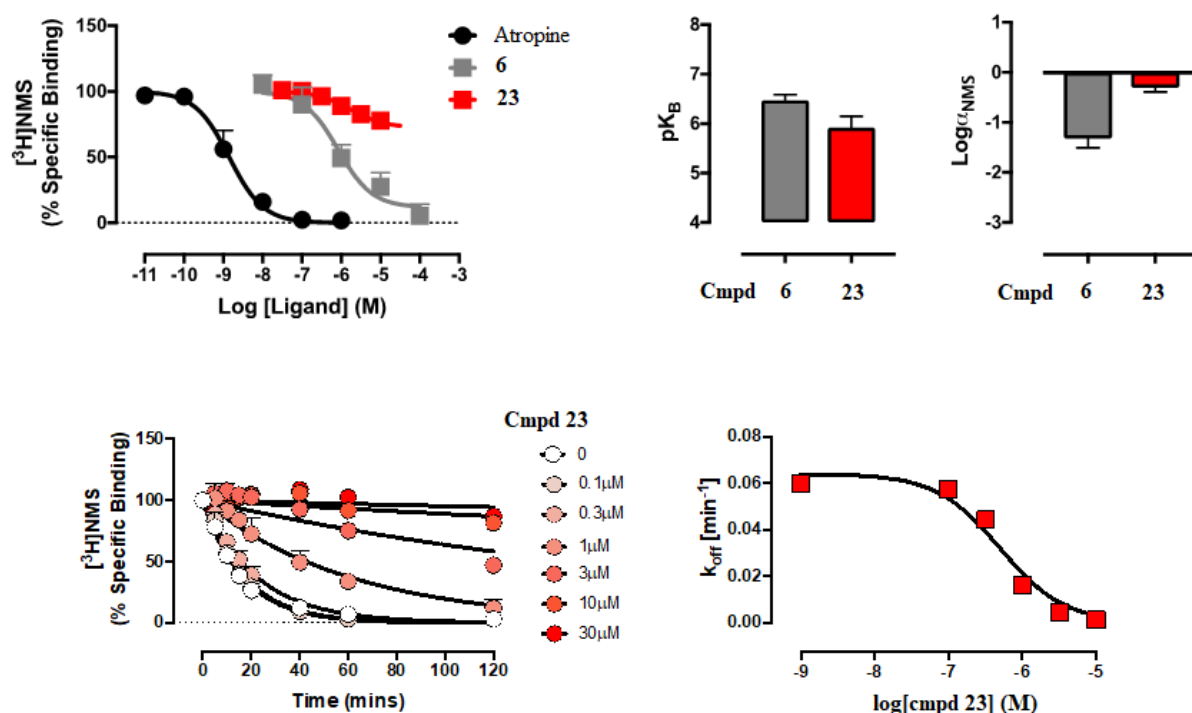 150
100
50
0
[³H]NMS
(% Specific Binding)
-11 -10 -9 -8 -7 -6 -5 -4 -3
Log [Ligand] (M)
Atropine
6
23
8
7
6
5
4
pK_B
Cmpd 6 23
1
0
-1
-2
-3
Logα_NMS
Cmpd 6 23
150
100
50
0
[³H]NMS
(% Specific Binding)
0 20 40 60 80 100 120
Time (mins)
Cmpd 23
0
0.1µM
0.3µM
1µM
3µM
10µM
30µM
0.08
0.06
0.04
0.02
0.00
k_off [min⁻¹]
-9 -8 -7 -6 -5
log[cmpd 23] (M)